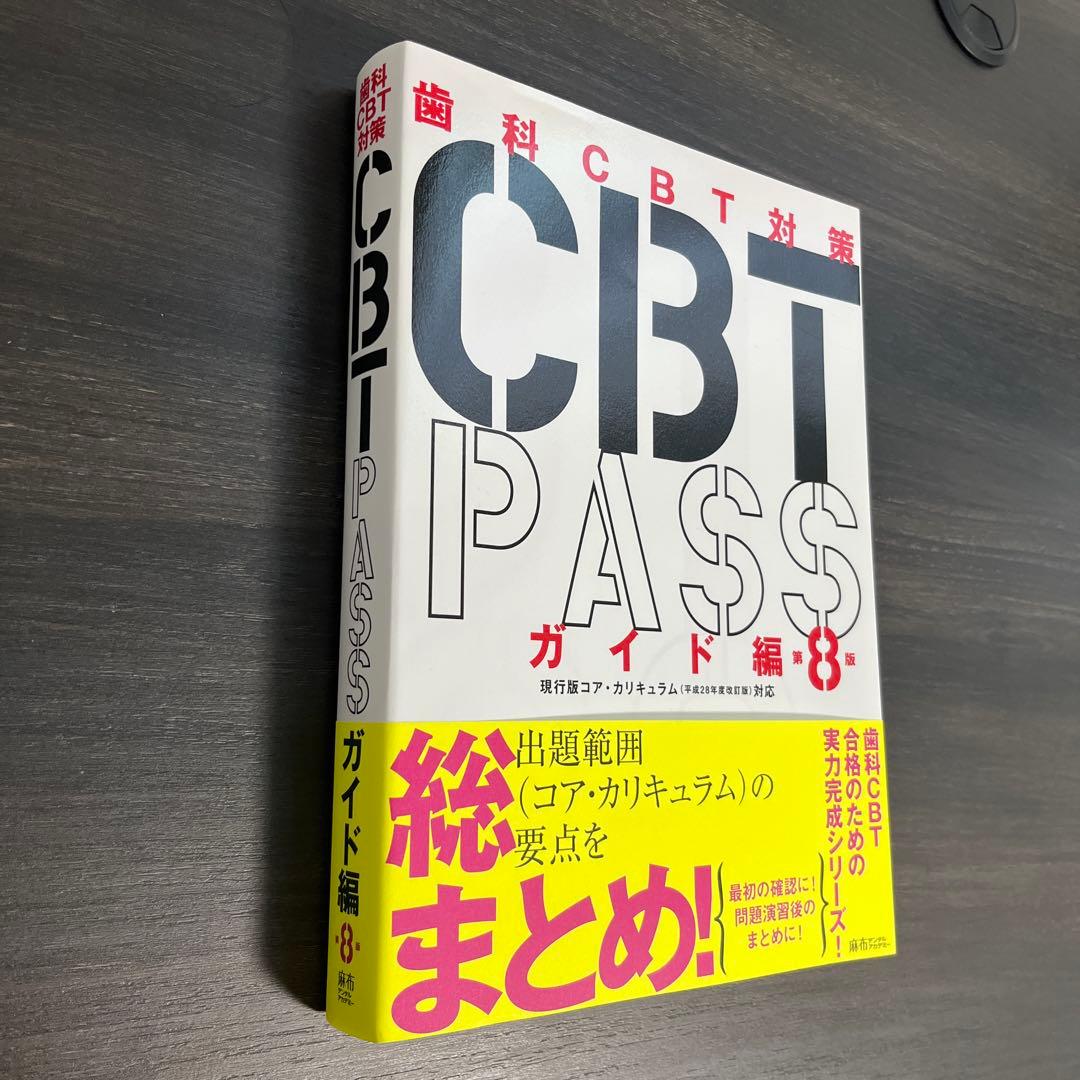 歯科
CBT
対策
CBT
PASS
ガイド編
第8版
麻布
デンタル
アカデミー
歯科CBT対策
CBT
PASS
ガイド編 第8版
現行版コア・カリキュラム(平成28年度改訂版)対応
出題範囲
(コア・カリキュラム)の
要点を
総まとめ!
最初の確認に!
問題演習後の
まとめに!
歯科CBT
合格のための
実力完成シリーズ!
麻布デンタルアカデミー